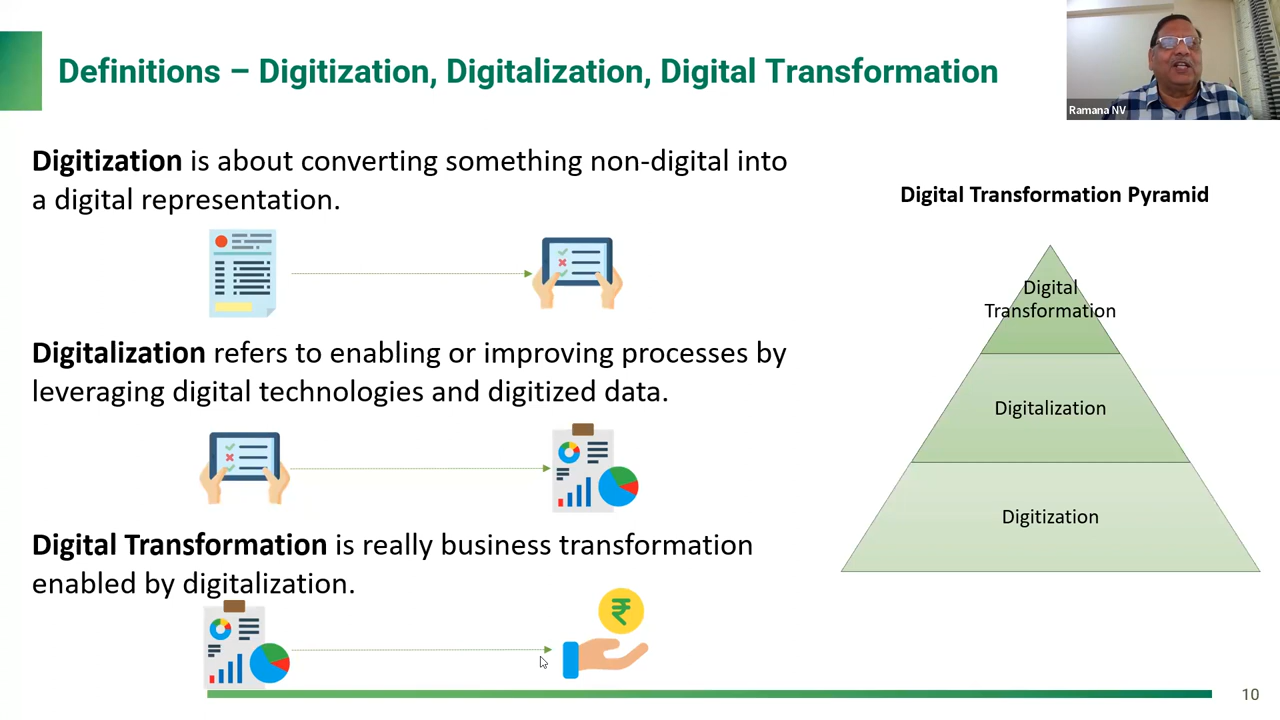 Definitions – Digitization, Digitalization, Digital Transformation
Ramana NV
Digitization is about converting something non-digital into
a digital representation.
Digitalization refers to enabling or improving processes by
leveraging digital technologies and digitized data.
Digital Transformation is really business transformation
enabled by digitalization.
₹
Digital Transformation Pyramid
Digital
Transformation
Digitalization
Digitization
10